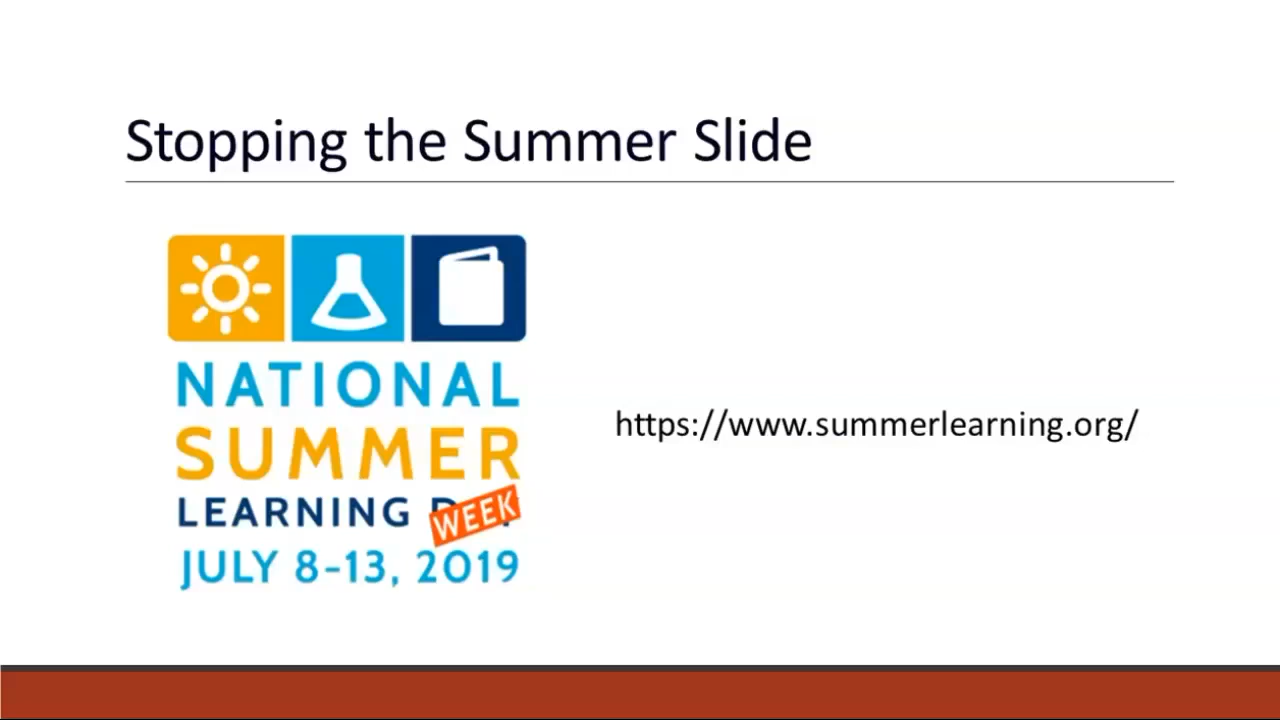 Stopping the Summer Slide
NATIONAL
SUMMER
LEARNING WEEK
JULY 8-13, 2019
https://www.summerlearning.org/